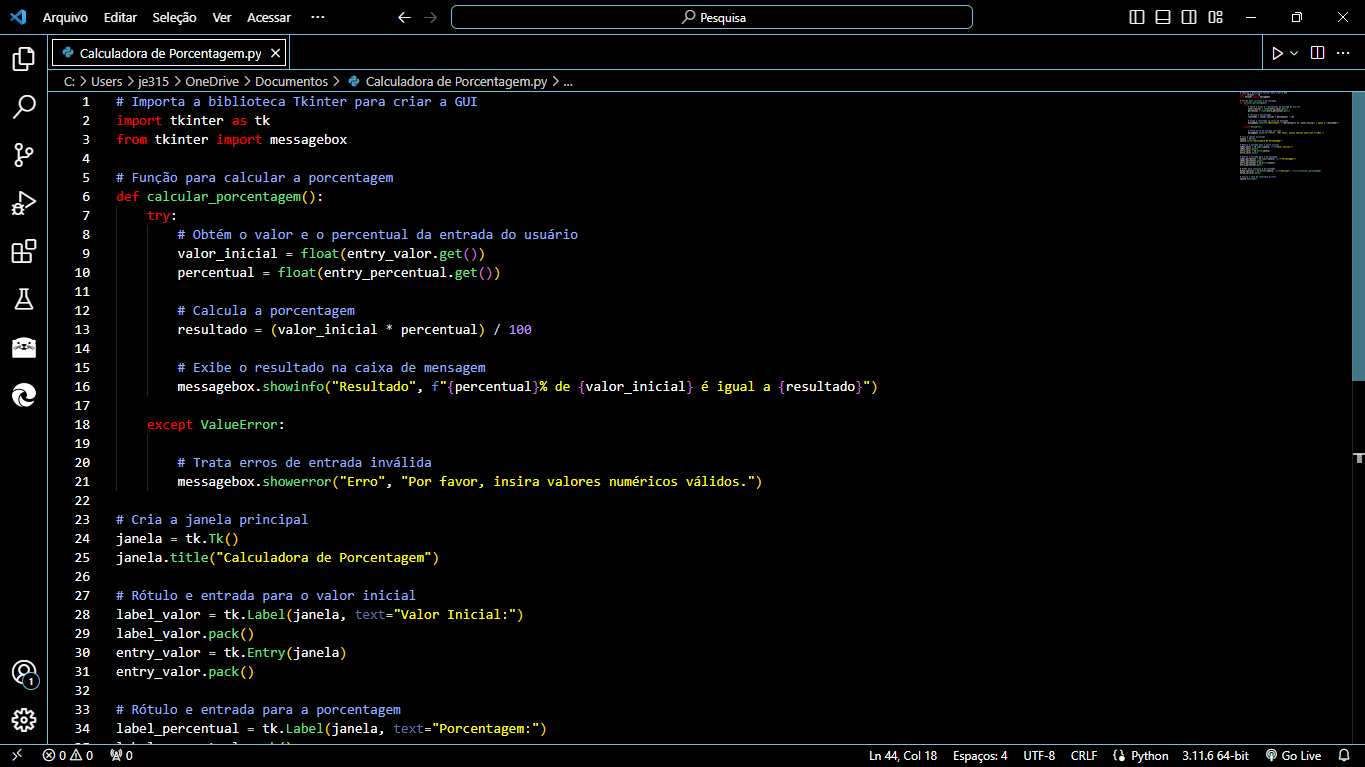 Arquivo Editar Seleção Ver Acessar ··· Pesquisa
Calculadora de Porcentagem.py
C: > Users > je315 > OneDrive > Documentos > Calculadora de Porcentagem.py > ...
1 # Importa a biblioteca Tkinter para criar a GUI
2 import tkinter as tk
3 from tkinter import messagebox
4
5 # Função para calcular a porcentagem
6 def calcular_porcentagem():
7     try:
8         # Obtém o valor e o percentual da entrada do usuário
9         valor_inicial = float(entry_valor.get())
10         percentual = float(entry_percentual.get())
11
12         # Calcula a porcentagem
13         resultado = (valor_inicial * percentual) / 100
14
15         # Exibe o resultado na caixa de mensagem
16         messagebox.showinfo("Resultado", f"{percentual}% de {valor_inicial} é igual a {resultado}")
17
18     except ValueError:
19
20         # Trata erros de entrada inválida
21         messagebox.showerror("Erro", "Por favor, insira valores numéricos válidos.")
22
23 # Cria a janela principal
24 janela = tk.Tk()
25 janela.title("Calculadora de Porcentagem")
26
27 # Rótulo e entrada para o valor inicial
28 label_valor = tk.Label(janela, text="Valor Inicial:")
29 label_valor.pack()
30 entry_valor = tk.Entry(janela)
31 entry_valor.pack()
32
33 # Rótulo e entrada para a porcentagem
34 label_percentual = tk.Label(janela, text="Porcentagem:")
1
0 0 0 Ln 44, Col 18 Espaços: 4 UTF-8 CRLF Python 3.11.6 64-bit Go Live